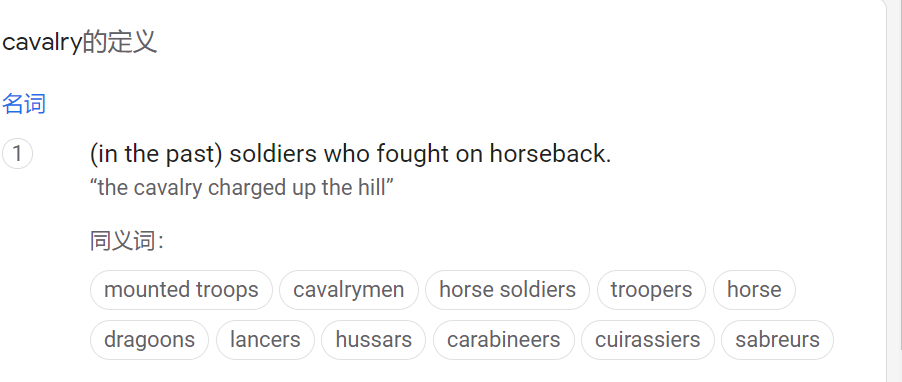 cavalry的定义
名词
1 (in the past) soldiers who fought on horseback.
“the cavalry charged up the hill”
同义词：
mounted troops cavalrymen horse soldiers troopers horse
dragoons lancers hussars carabineers cuirassiers sabreurs